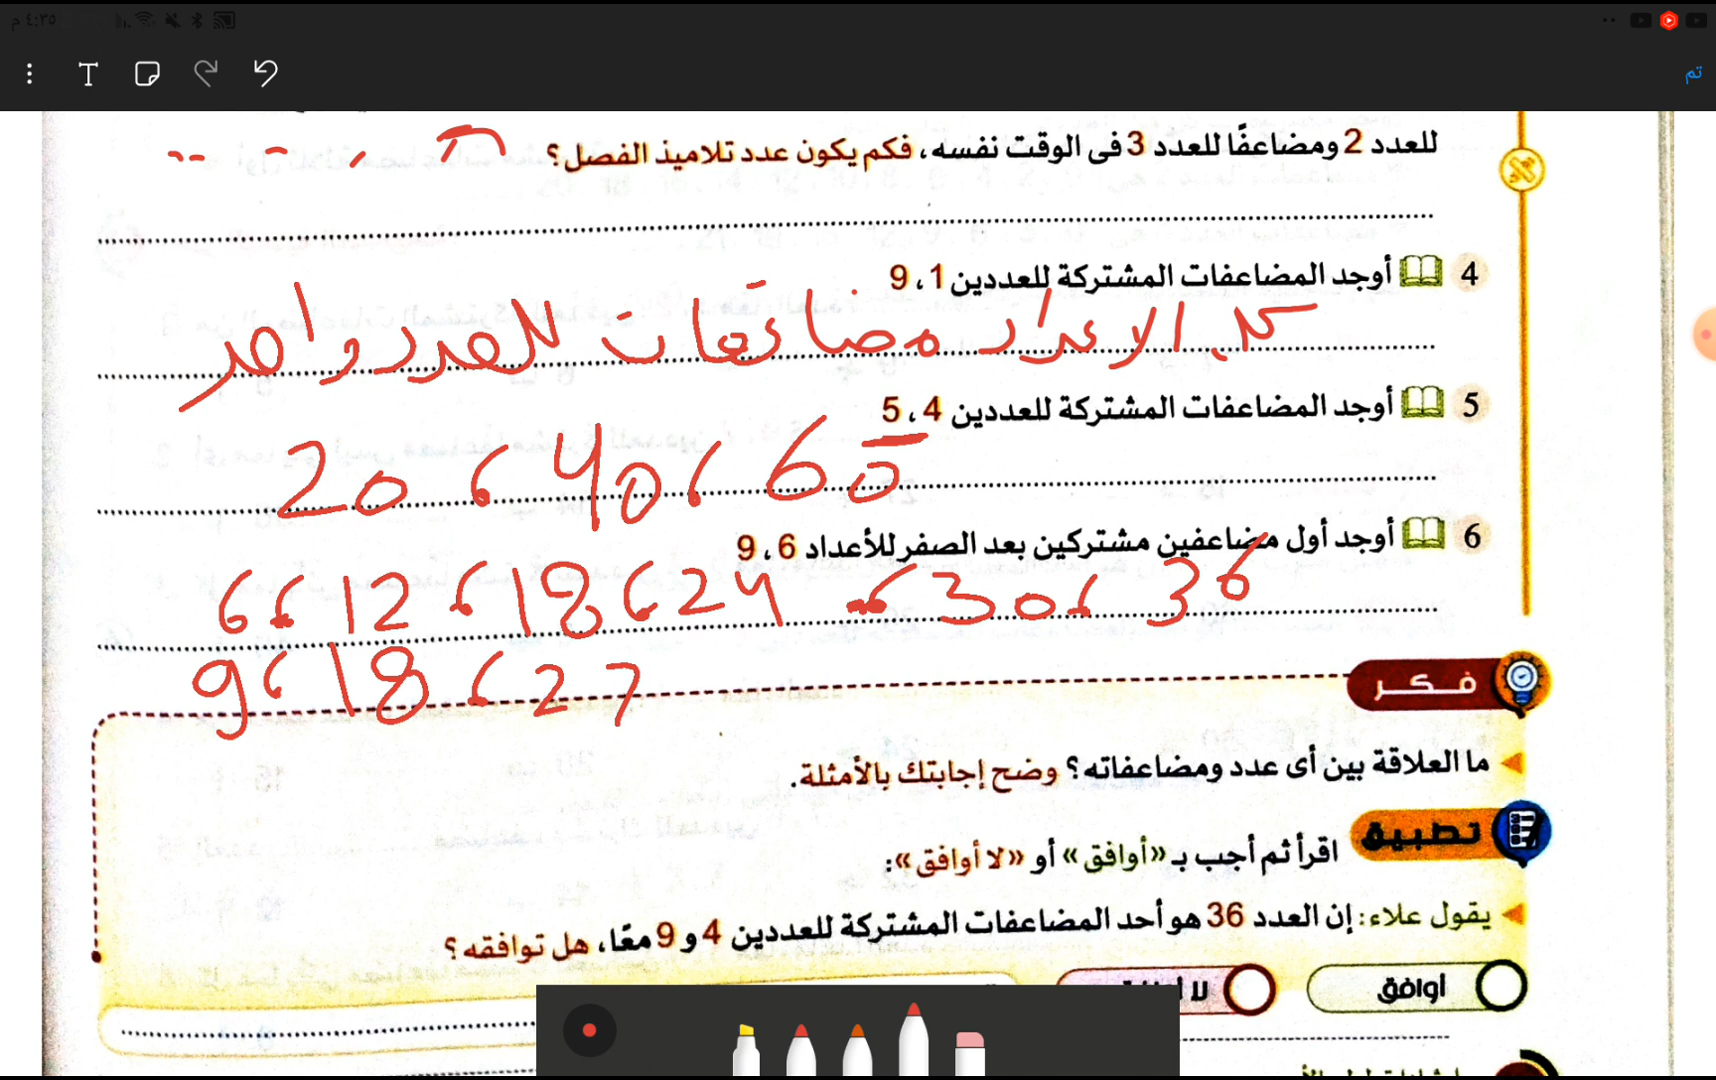 ٤:٣٥ م
T
تم
للعدد 2 ومضاعفًا للعدد 3 فى الوقت نفسه، فكم يكون عدد تلاميذ الفصل؟
4 أوجد المضاعفات المشتركة للعددين 1، 9
كل الاعداد مضاعفات للعدد واحد
5 أوجد المضاعفات المشتركة للعددين 4، 5
20 ، 40 ، 60
6 أوجد أول مضاعفين مشتركين بعد الصفر للأعداد 6، 9
6 ، 12 ، 18 ، 24 ، 30 ، 36
9 ، 18 ، 27
فكر
ما العلاقة بين أى عدد ومضاعفاته؟ وضح إجابتك بالأمثلة.
تطبيق اقرأ ثم أجب بـ «أوافق» أو «لا أوافق»:
يقول علاء: إن العدد 36 هو أحد المضاعفات المشتركة للعددين 4 و 9 معًا، هل توافقه؟
أوافق